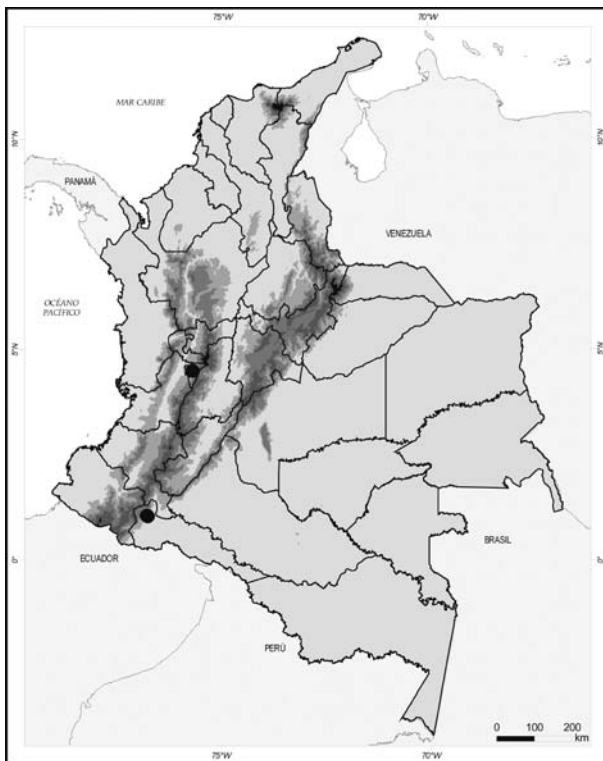 75°W
70°W
MAR CARIBE
10°N
10°N
PANAMÁ
VENEZUELA
OCÉANO
PACÍFICO
5°N
5°N
0°
0°
ECUADOR
BRASIL
PERÚ
0 100 200
km
75°W
70°W